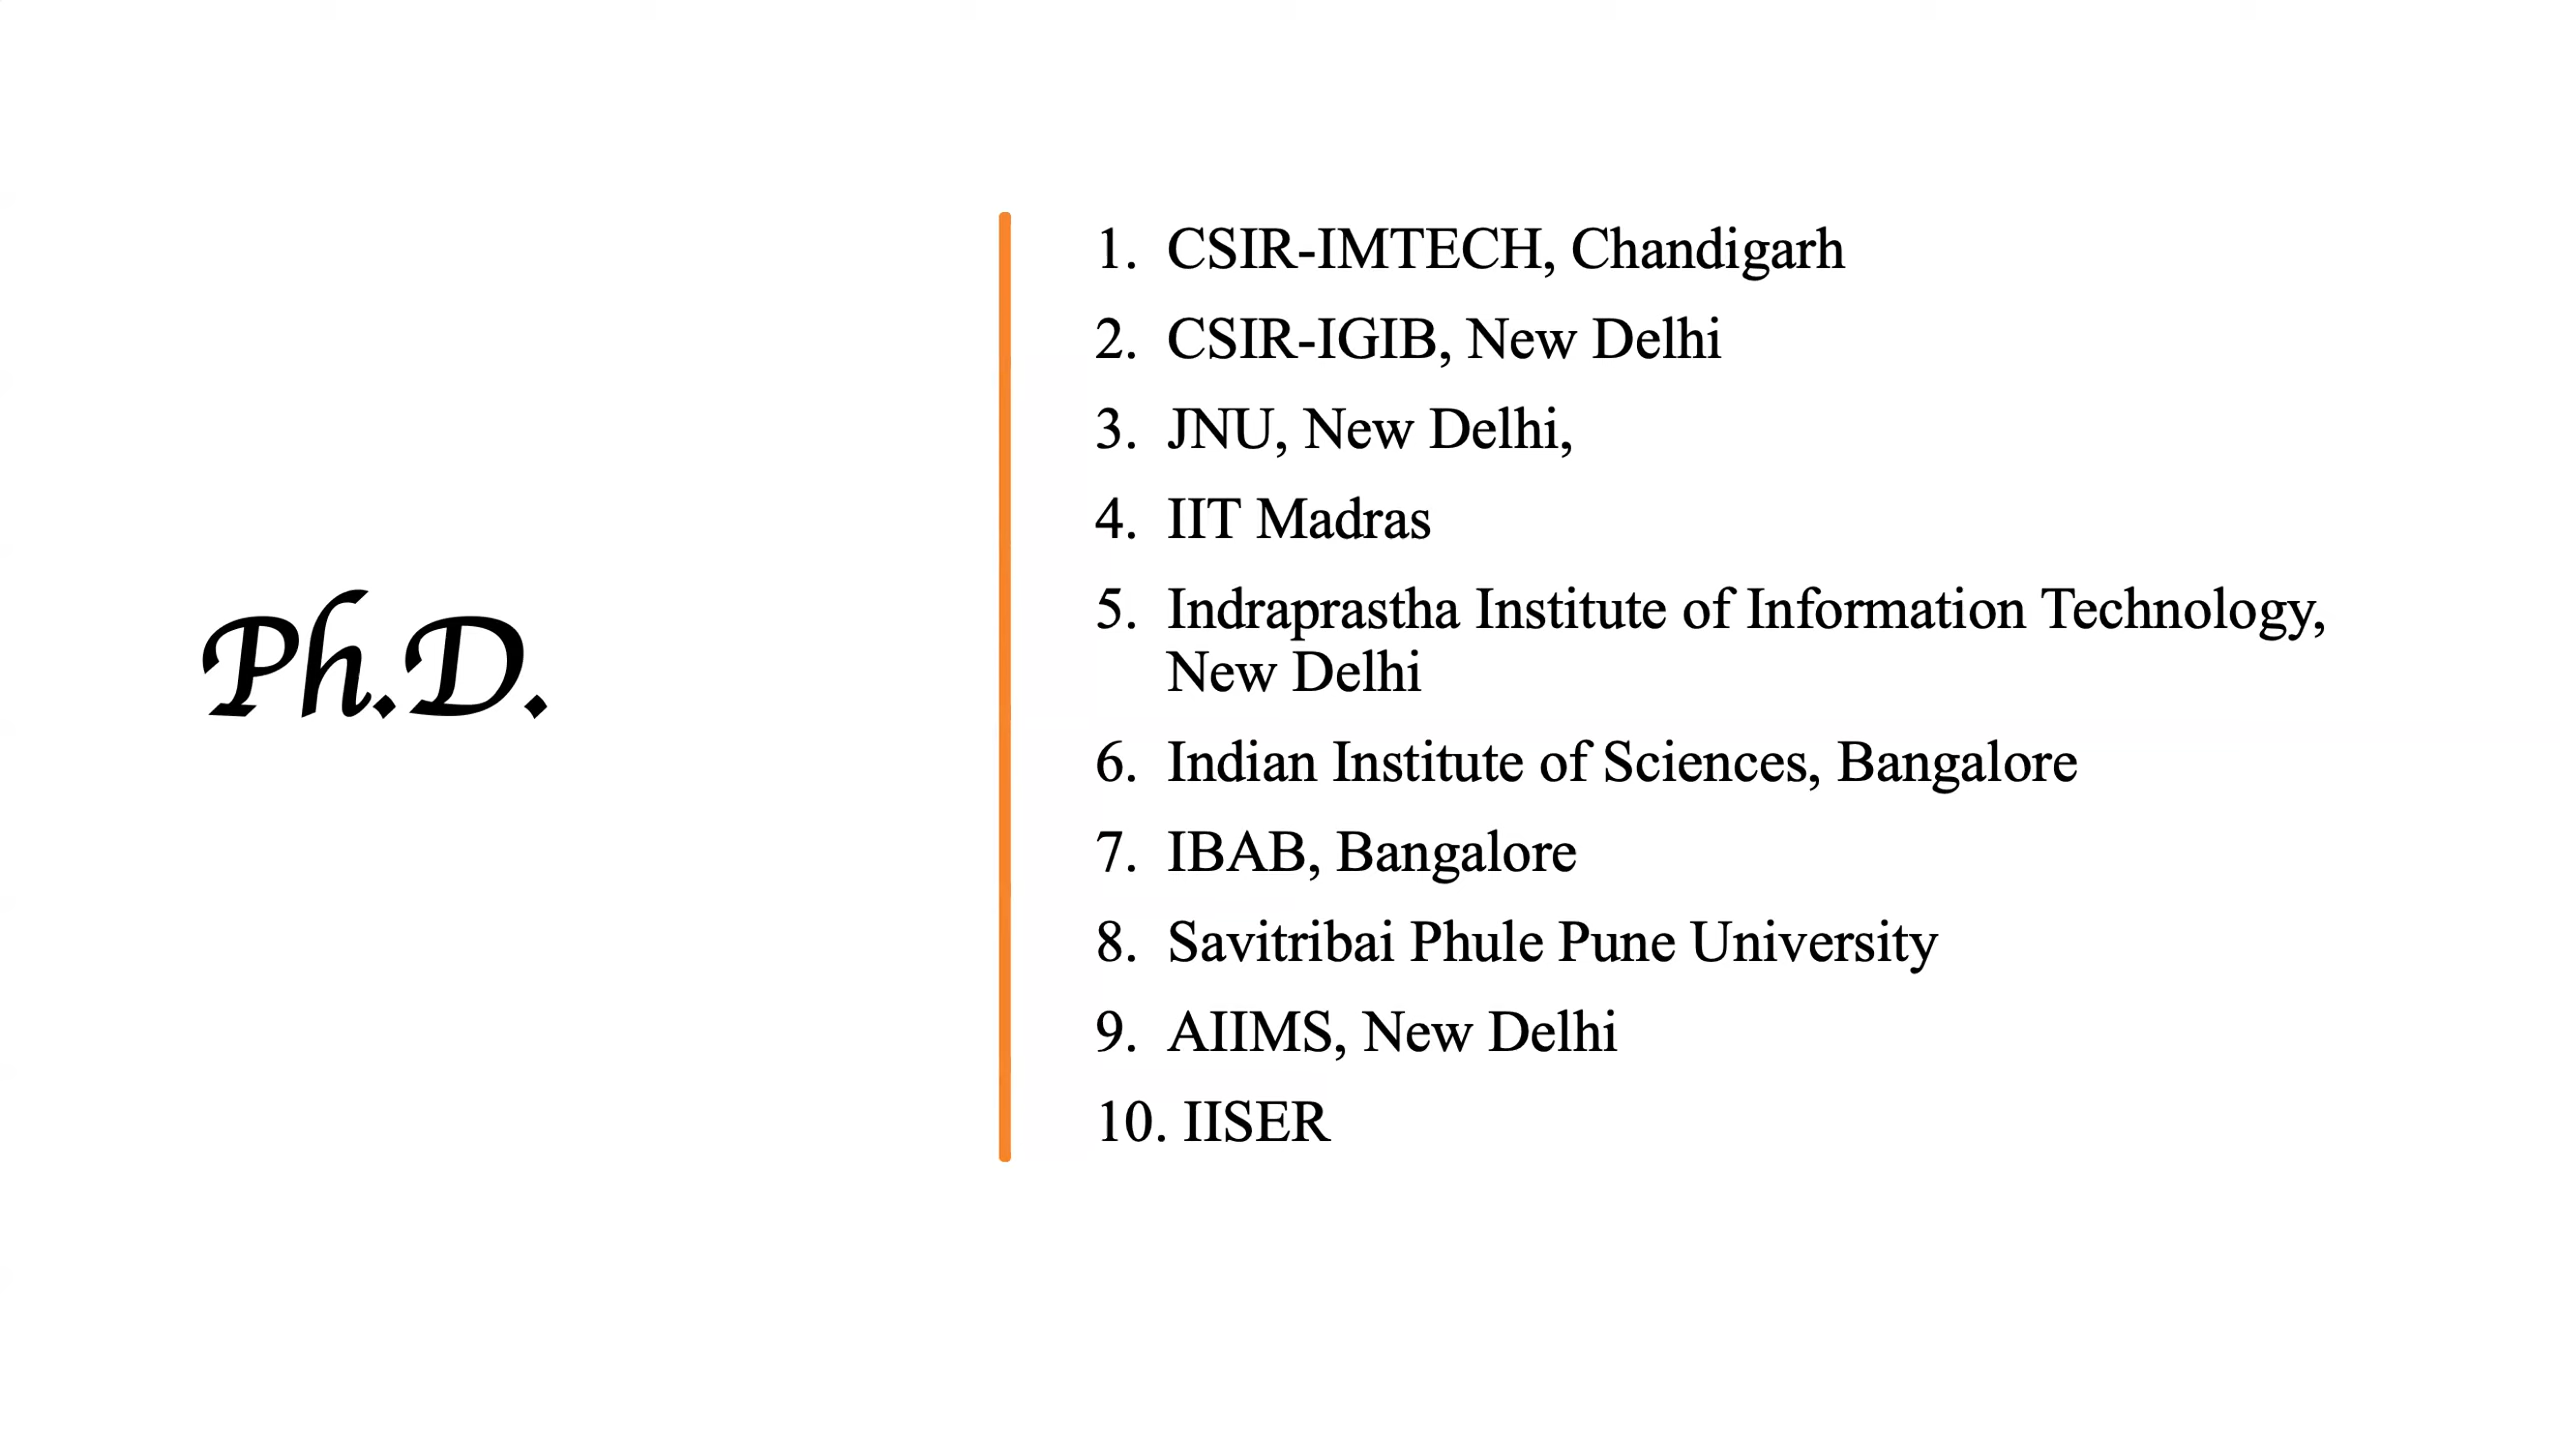 Ph.D.
1. CSIR-IMTECH, Chandigarh
2. CSIR-IGIB, New Delhi
3. JNU, New Delhi,
4. IIT Madras
5. Indraprastha Institute of Information Technology,
New Delhi
6. Indian Institute of Sciences, Bangalore
7. IBAB, Bangalore
8. Savitribai Phule Pune University
9. AIIMS, New Delhi
10. IISER